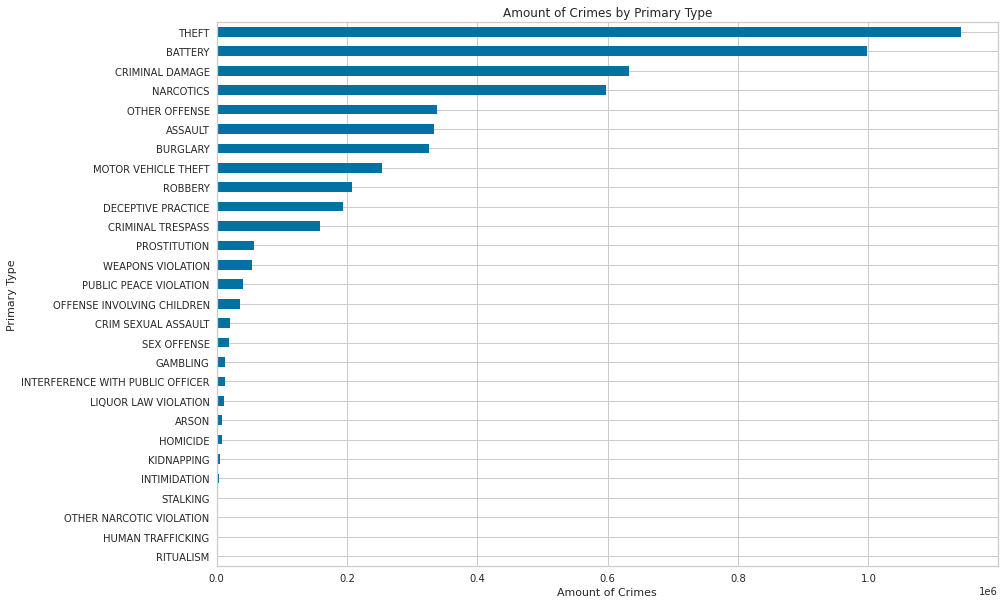 Amount of Crimes by Primary Type
THEFT
BATTERY
CRIMINAL DAMAGE
NARCOTICS
OTHER OFFENSE
ASSAULT
BURGLARY
MOTOR VEHICLE THEFT
ROBBERY
DECEPTIVE PRACTICE
CRIMINAL TRESPASS
PROSTITUTION
WEAPONS VIOLATION
PUBLIC PEACE VIOLATION
OFFENSE INVOLVING CHILDREN
CRIM SEXUAL ASSAULT
SEX OFFENSE
GAMBLING
INTERFERENCE WITH PUBLIC OFFICER
LIQUOR LAW VIOLATION
ARSON
HOMICIDE
KIDNAPPING
INTIMIDATION
STALKING
OTHER NARCOTIC VIOLATION
HUMAN TRAFFICKING
RITUALISM
Primary Type
0.0 0.2 0.4 0.6 0.8 1.0
1e6
Amount of Crimes